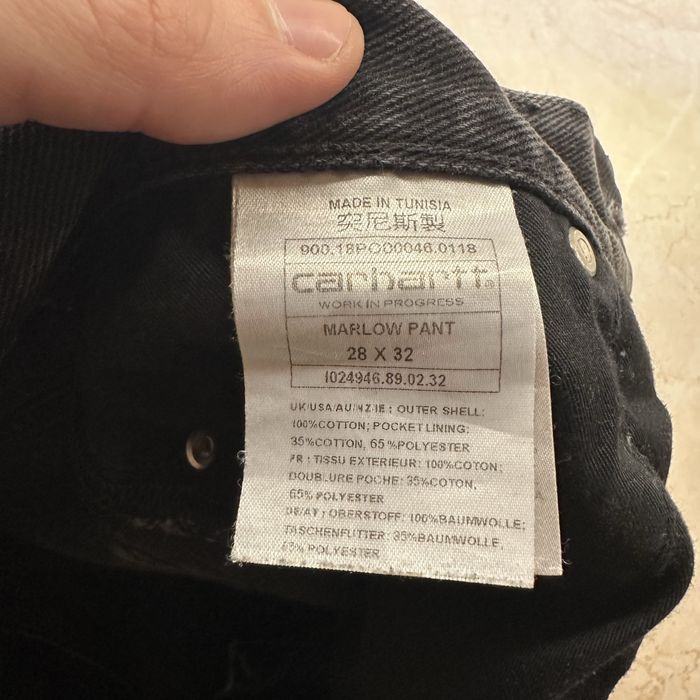 MADE IN TUNISIA
突尼斯製
900.18PO00046.0118
carhartt®
WORK IN PROGRESS
MARLOW PANT
28 X 32
I024946.89.02.32
UK/USA/AU/NZ/IE : OUTER SHELL:
100%COTTON; POCKET LINING:
35%COTTON, 65%POLYESTER
FR : TISSU EXTERIEUR: 100%COTON;
DOUBLURE POCHE: 35%COTON,
65% POLYESTER
DE/AT : OBERSTOFF: 100%BAUMWOLLE;
TASCHENFUTTER: 35%BAUMWOLLE,
65% POLYESTER